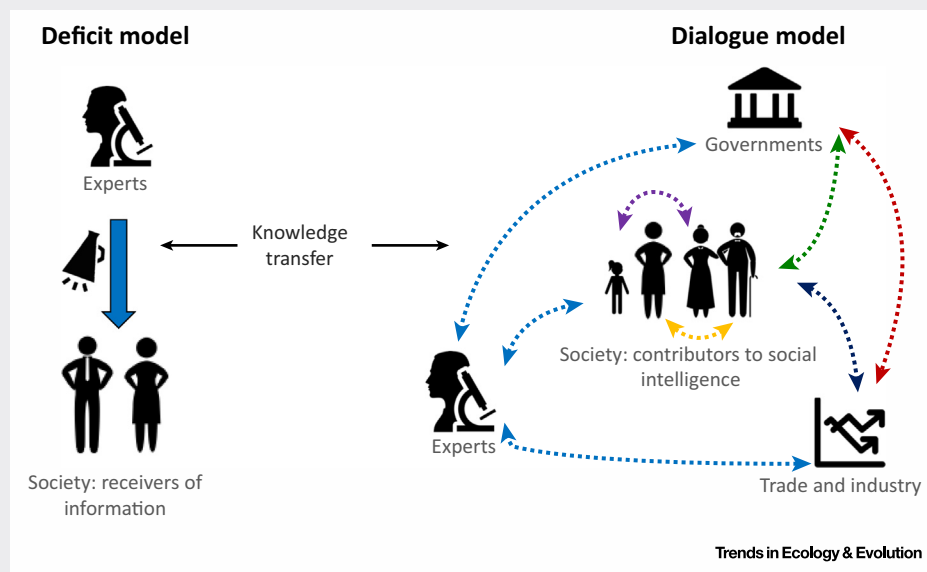 Deficit model
Dialogue model
Experts
Governments
Knowledge
transfer
Society: receivers of
information
Society: contributors to social
intelligence
Experts
Trade and industry
Trends in Ecology & Evolution